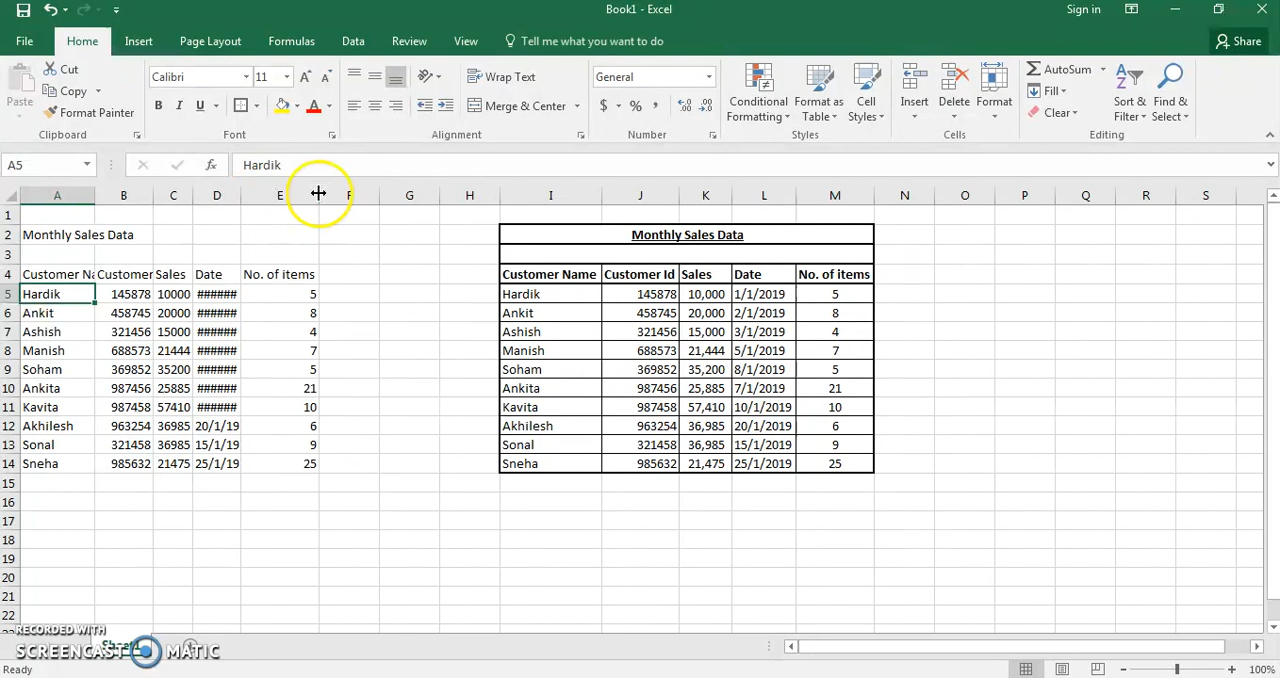 Book1 - Excel
Sign in
File Home Insert Page Layout Formulas Data Review View Tell me what you want to do Share
Paste
Cut
Copy
Format Painter
Clipboard
Calibri 11
B I U
Font
Wrap Text
Merge & Center
Alignment
General
$ % ,
Number
Conditional Formatting
Format as Table
Cell Styles
Styles
Insert Delete Format
Cells
AutoSum
Fill
Clear
Sort & Filter
Find & Select
Editing
A5 fx Hardik
A B C D E F G H I J K L M N O P Q R S
1
2 Monthly Sales Data Monthly Sales Data
3
4 Customer Na Customer Sales Date No. of items Customer Name Customer Id Sales Date No. of items
5 Hardik 145878 10000 ###### 5 Hardik 145878 10,000 1/1/2019 5
6 Ankit 458745 20000 ###### 8 Ankit 458745 20,000 2/1/2019 8
7 Ashish 321456 15000 ###### 4 Ashish 321456 15,000 3/1/2019 4
8 Manish 688573 21444 ###### 7 Manish 688573 21,444 5/1/2019 7
9 Soham 369852 35200 ###### 5 Soham 369852 35,200 8/1/2019 5
10 Ankita 987456 25885 ###### 21 Ankita 987456 25,885 7/1/2019 21
11 Kavita 987458 57410 ###### 10 Kavita 987458 57,410 10/1/2019 10
12 Akhilesh 963254 36985 20/1/19 6 Akhilesh 963254 36,985 20/1/2019 6
13 Sonal 321458 36985 15/1/19 9 Sonal 321458 36,985 15/1/2019 9
14 Sneha 985632 21475 25/1/19 25 Sneha 985632 21,475 25/1/2019 25
15
16
17
18
19
20
21
22
RECORDED WITH
SCREENCAST MATIC
Ready
100%